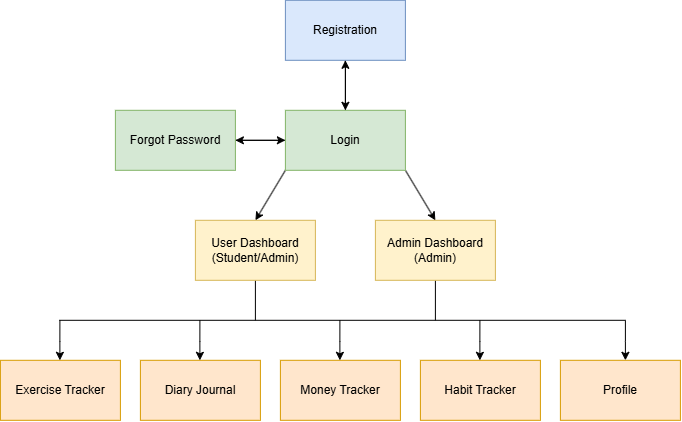 Registration
Forgot Password
Login
User Dashboard
(Student/Admin)
Admin Dashboard
(Admin)
Exercise Tracker
Diary Journal
Money Tracker
Habit Tracker
Profile